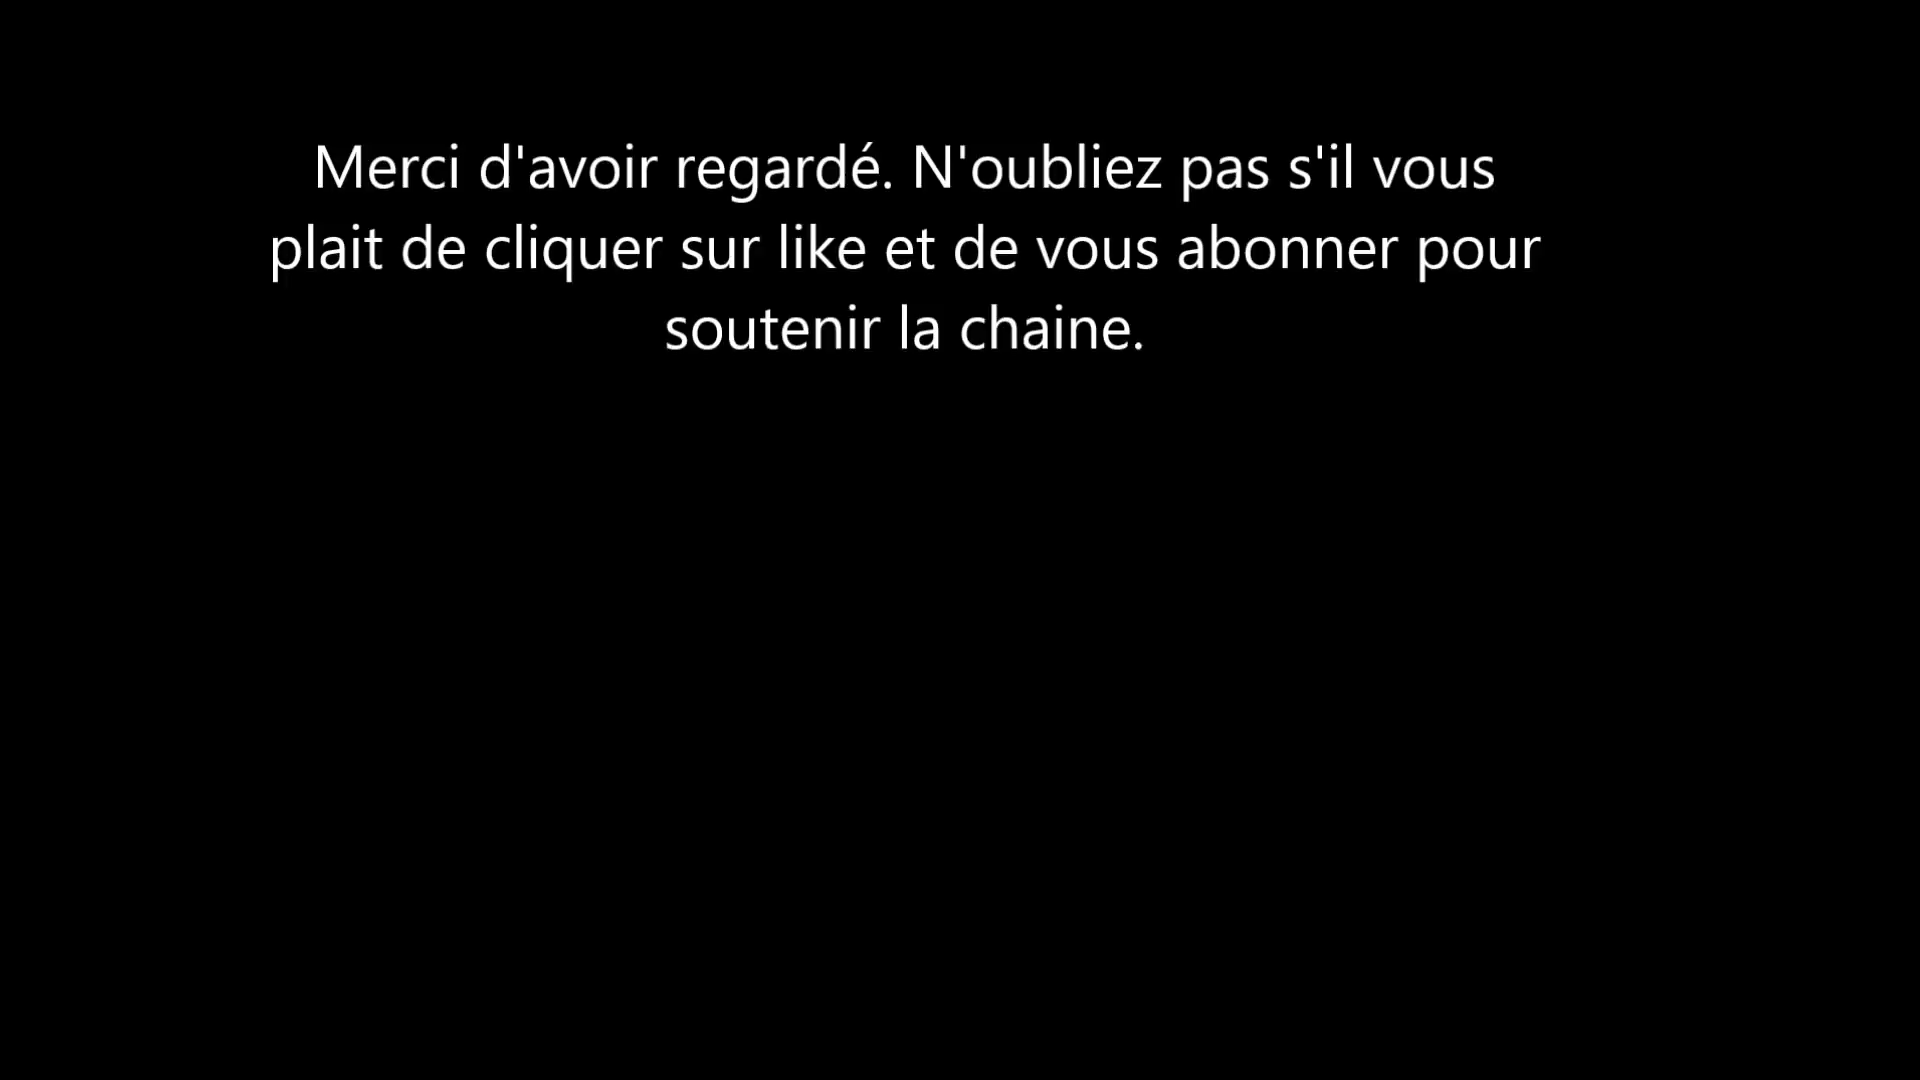 Merci d'avoir regardé. N'oubliez pas s'il vous
plait de cliquer sur like et de vous abonner pour
soutenir la chaine.